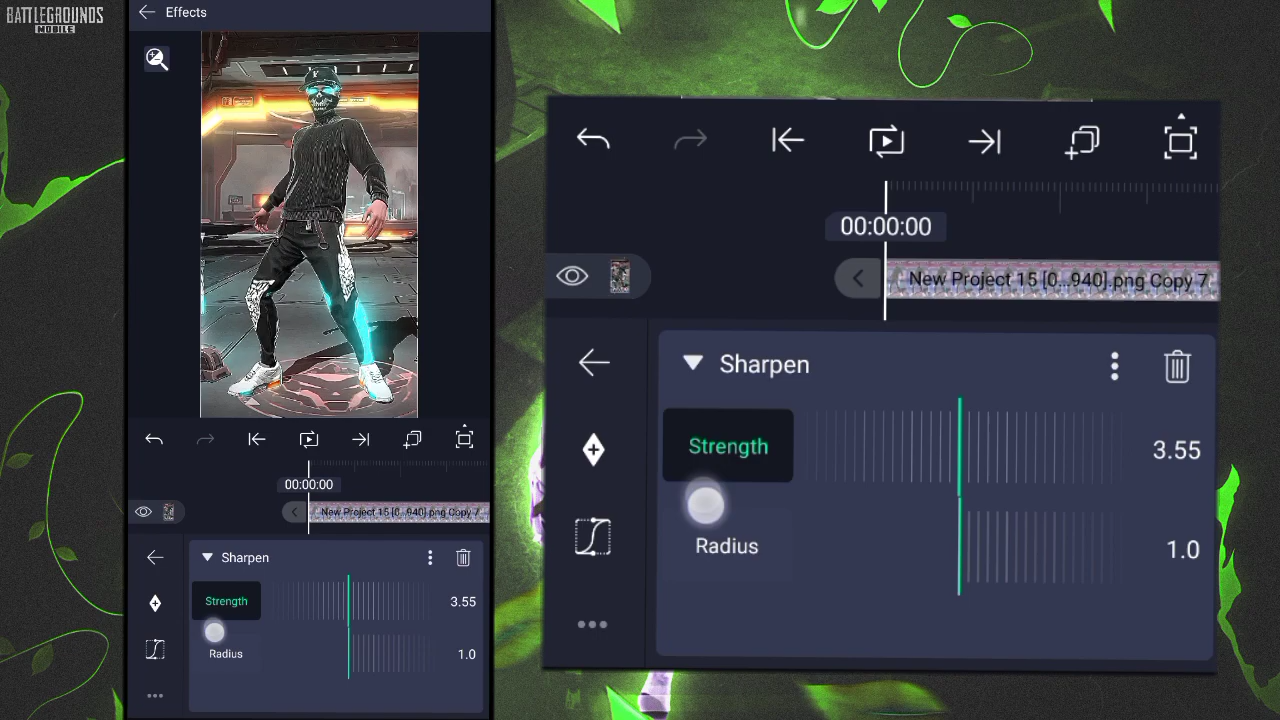 BATTLEGROUNDS
MOBILE
Effects
00:00:00
New Project 15 [0...940].png Copy 7
Sharpen
Strength
3.55
Radius
1.0
00:00:00
New Project 15 [0...940].png Copy 7
Sharpen
Strength
3.55
Radius
1.0